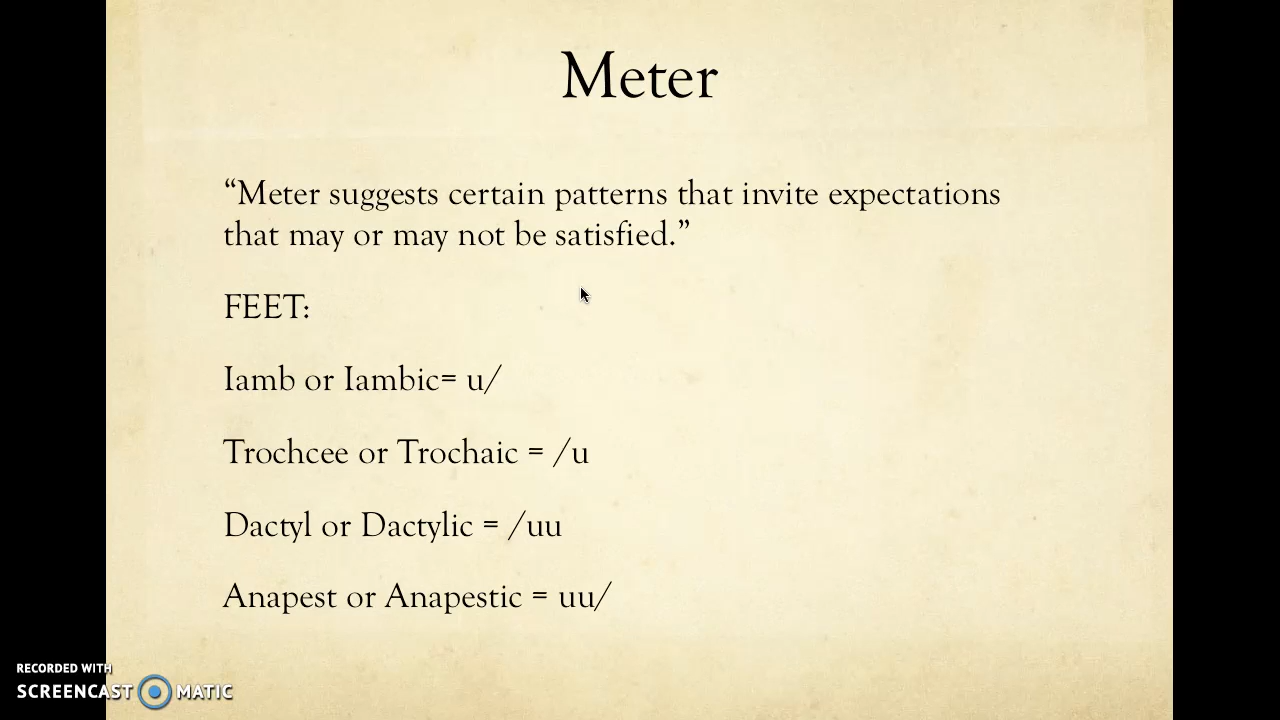 Meter
“Meter suggests certain patterns that invite expectations
that may or may not be satisfied.”
FEET:
Iamb or Iambic= u/
Trochcee or Trochaic = /u
Dactyl or Dactylic = /uu
Anapest or Anapestic = uu/
RECORDED WITH
SCREENCAST MATIC